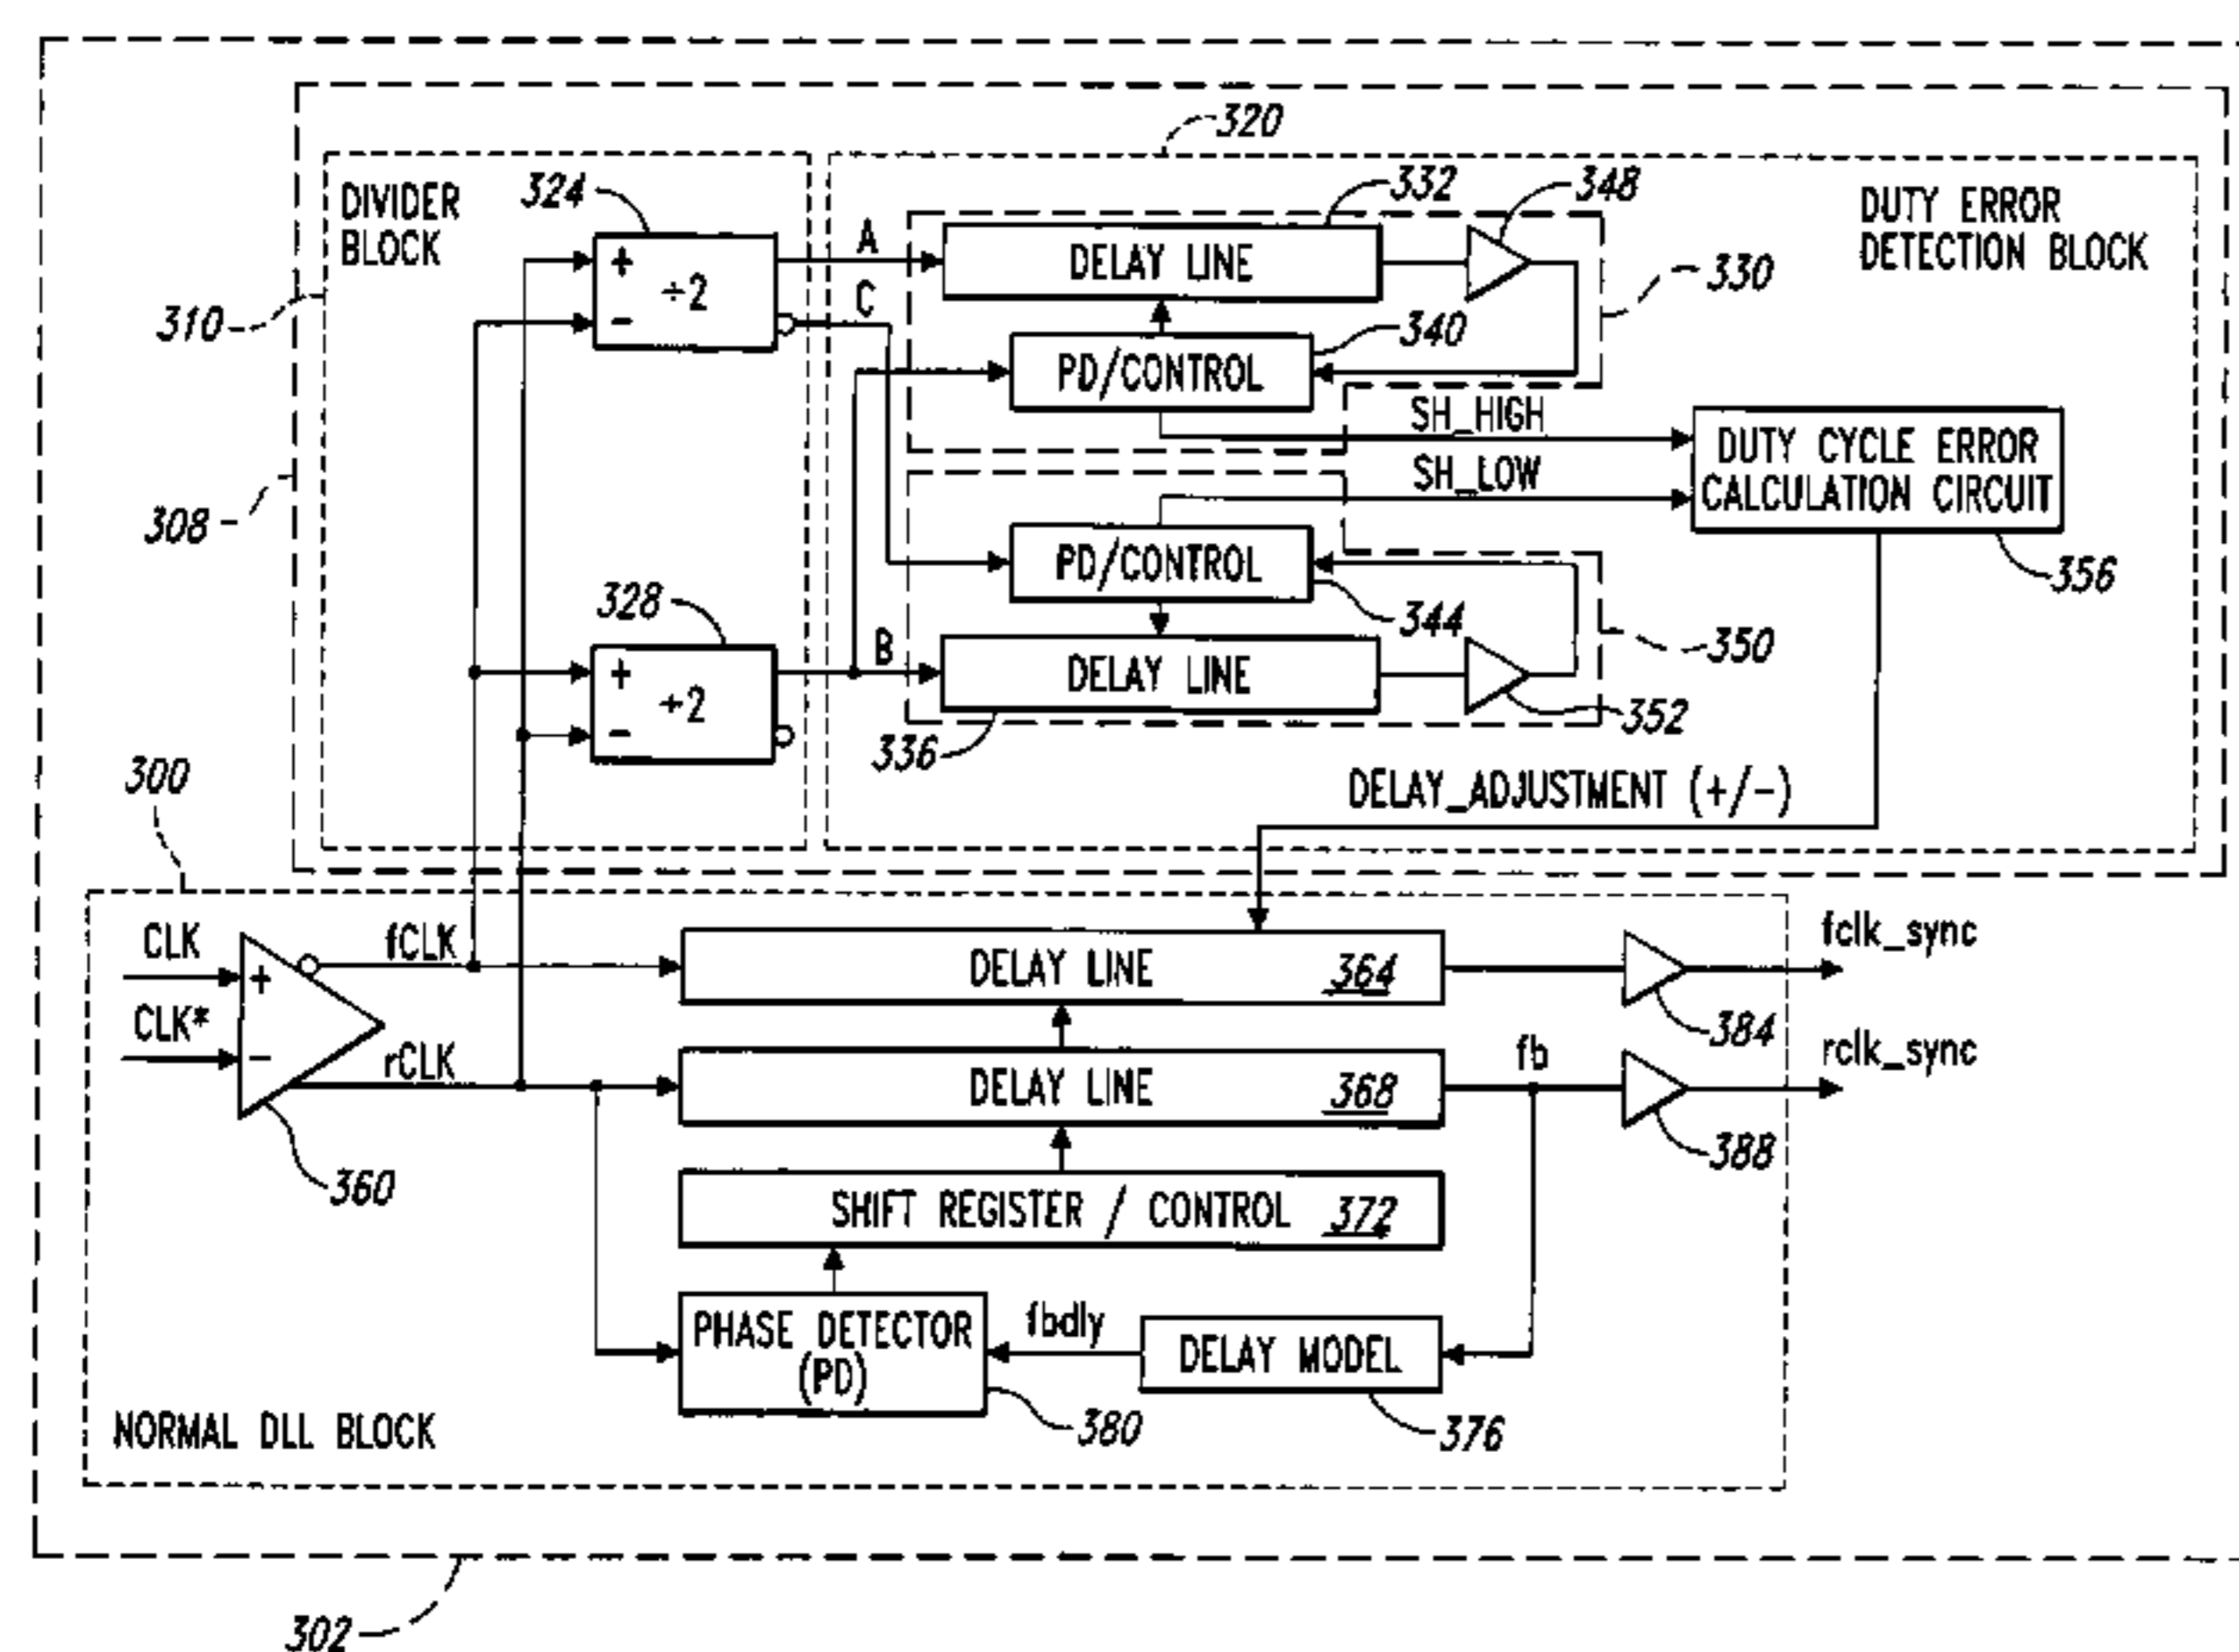 320
DIVIDER
BLOCK
324
332
348
DUTY ERROR
DETECTION BLOCK
+
÷2
−
A
C
DELAY LINE
330
310
340
PD/CONTROL
SH_HIGH
SH_LOW
DUTY CYCLE ERROR
CALCULATION CIRCUIT
308
PD/CONTROL
356
328
344
350
+
÷2
−
B
DELAY LINE
352
336
300
DELAY_ADJUSTMENT (+/−)
CLK
fCLK
DELAY LINE 364
fclk_sync
+
384
CLK*
−
rCLK
DELAY LINE 368
fb
rclk_sync
388
360
SHIFT REGISTER / CONTROL 372
PHASE DETECTOR
(PD)
fbdly
DELAY MODEL
NORMAL DLL BLOCK
380
376
302